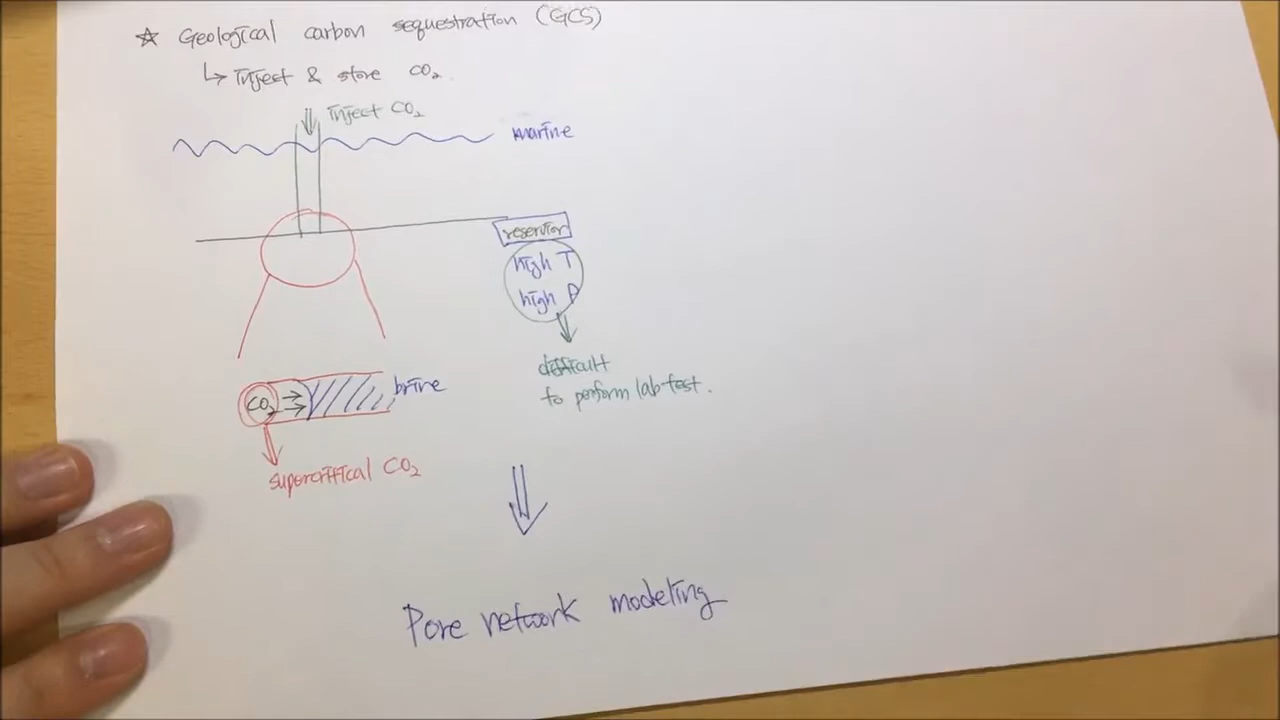 ☆ Geological carbon sequestration (GCS)
↳ inject & store CO₂
inject CO₂
marine
reservior
high T
high P
difficult
to perform lab test.
CO₂
brine
supercritical CO₂
Pore network modeling